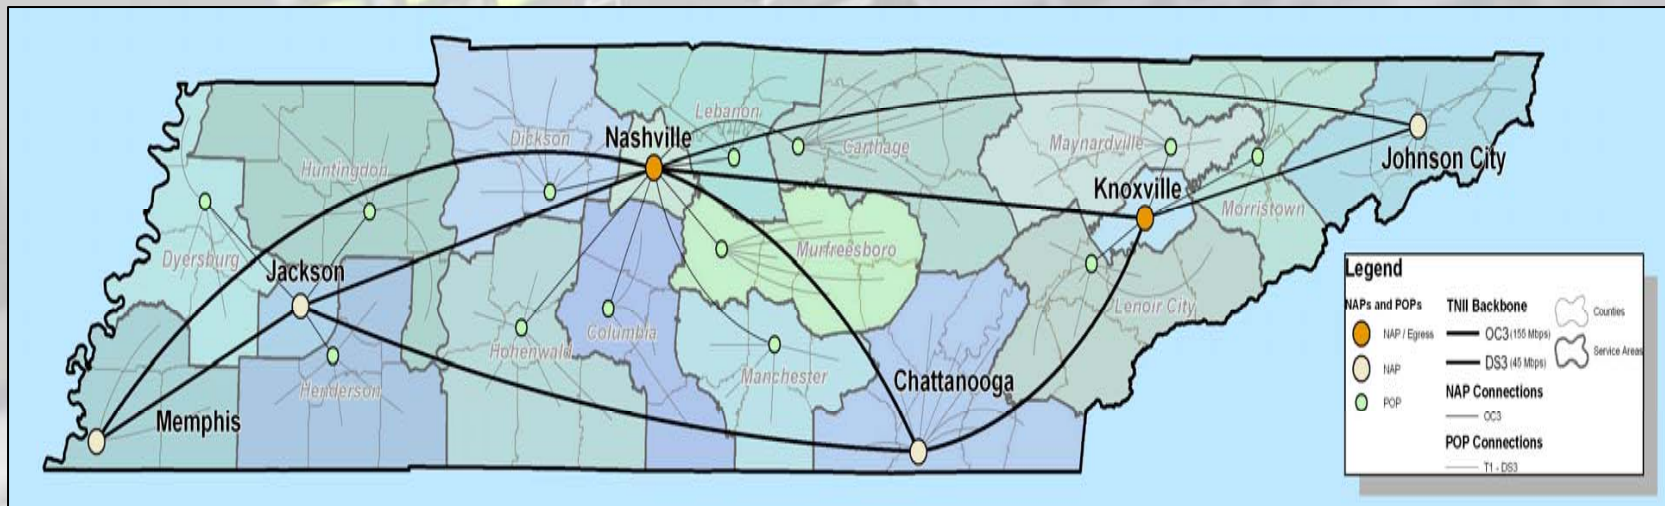 Lebanon
Dickson
Nashville
Carthage
Maynardville
Johnson City
Huntingdon
Knoxville
Morristown
Dyersburg
Murfreesboro
Jackson
Lenoir City
Columbia
Hohenwald
Manchester
Chattanooga
Henderson
Memphis
Legend
NAPs and POPs
NAP / Egress
NAP
POP
TNII Backbone
OC3 (155 Mbps)
DS3 (45 Mbps)
NAP Connections
OC3
POP Connections
T1 - DS3
Counties
Service Areas